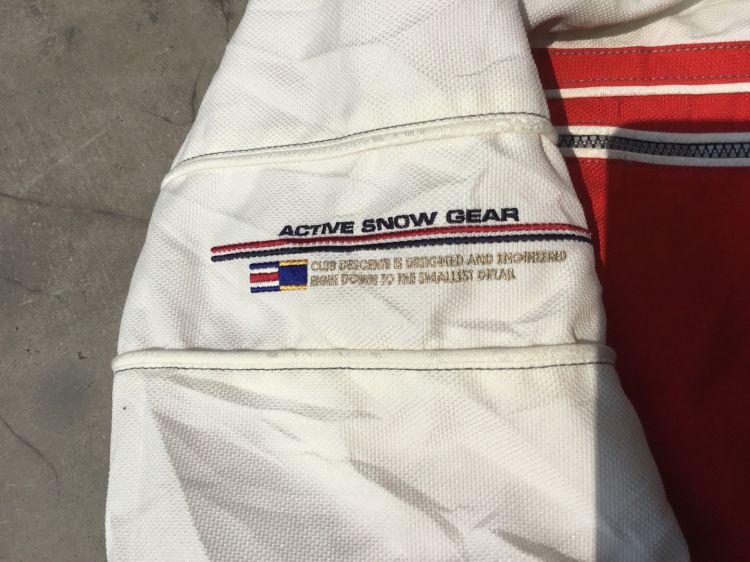 ACTIVE SNOW GEAR
CLUB DESCENTE IS DESIGNED AND ENGINEERED
RIGHT DOWN TO THE SMALLEST DETAIL